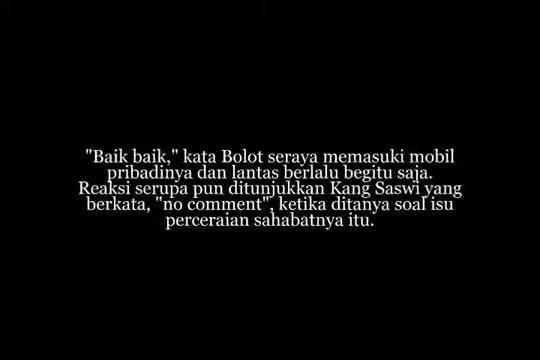 "Baik baik," kata Bolot seraya memasuki mobil
pribadinya dan lantas berlalu begitu saja.
Reaksi serupa pun ditunjukkan Kang Saswi yang
berkata, "no comment", ketika ditanya soal isu
perceraian sahabatnya itu.